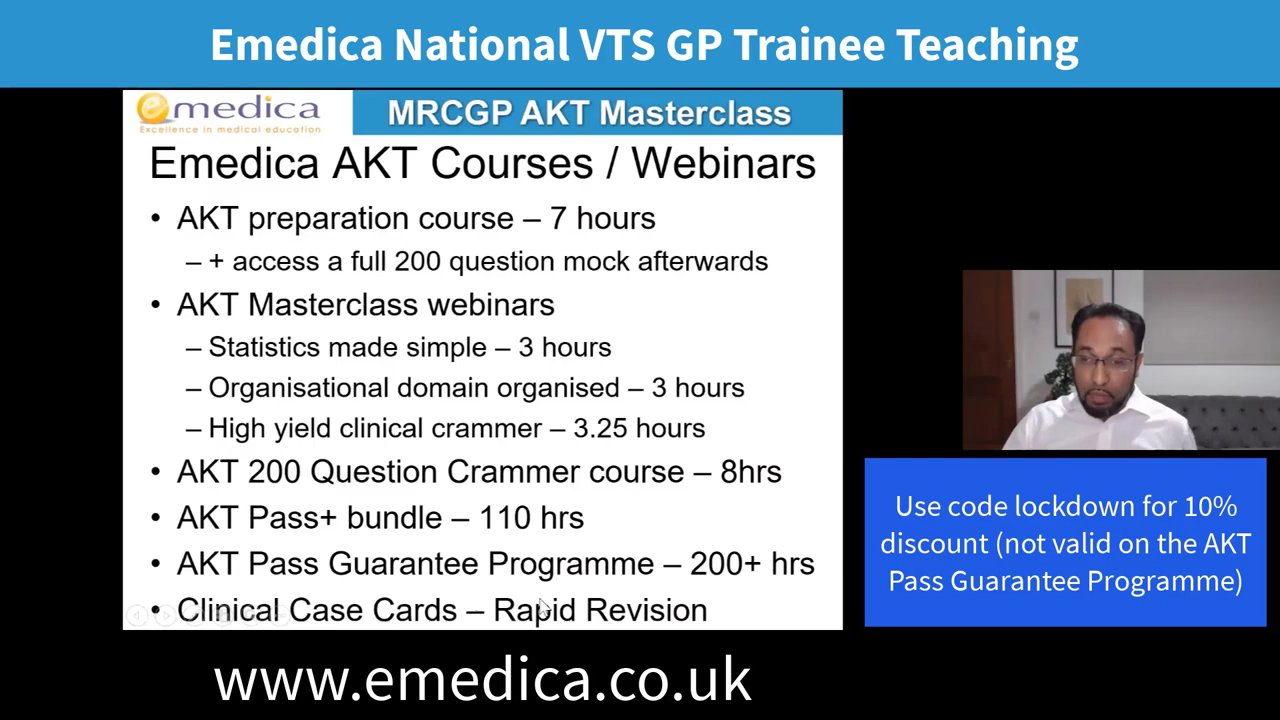 Emedica National VTS GP Trainee Teaching
emedica
Excellence in medical education
MRCGP AKT Masterclass
Emedica AKT Courses / Webinars
• AKT preparation course – 7 hours
– + access a full 200 question mock afterwards
• AKT Masterclass webinars
– Statistics made simple – 3 hours
– Organisational domain organised – 3 hours
– High yield clinical crammer – 3.25 hours
• AKT 200 Question Crammer course – 8hrs
• AKT Pass+ bundle – 110 hrs
• AKT Pass Guarantee Programme – 200+ hrs
• Clinical Case Cards – Rapid Revision
Use code lockdown for 10%
discount (not valid on the AKT
Pass Guarantee Programme)
www.emedica.co.uk